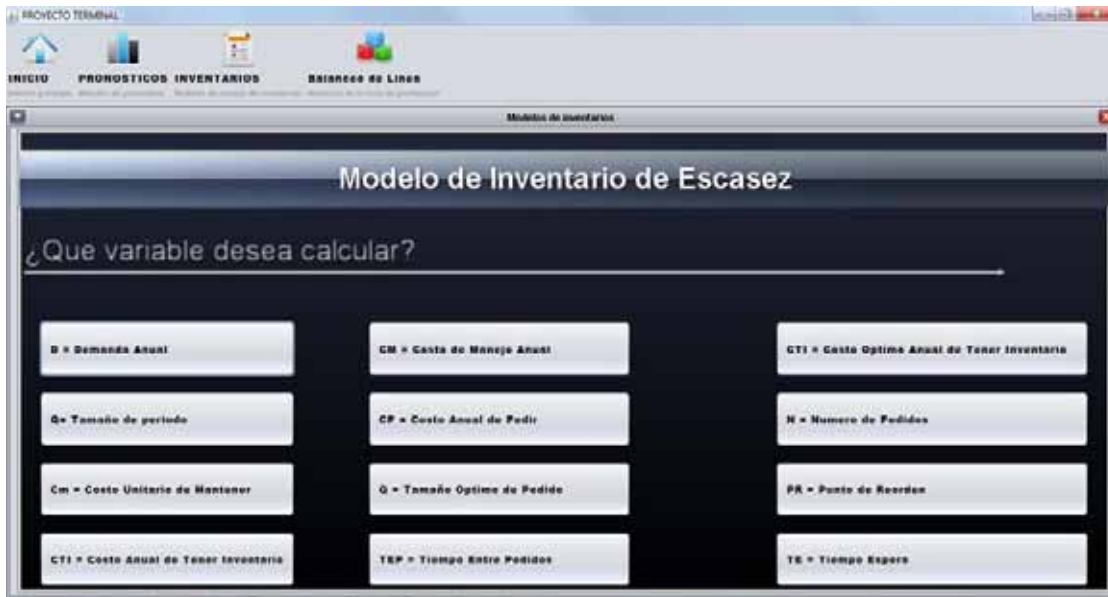 PROYECTO TERMINAL
INICIO PRONOSTICOS INVENTARIOS Balanceo de Linea
Modelos de inventarios
Modelo de Inventario de Escasez
¿Que variable desea calcular?
D = Demanda Anual CM = Costo de Manejo Anual CTI = Costo Optimo Anual de Tener Inventario
Q= Tamaño de periodo CP = Costo Anual de Pedir N = Numero de Pedidos
Cm = Costo Unitario de Mantener Q = Tamaño Optimo de Pedido PR = Punto de Reorden
CTI = Costo Anual de Tener Inventario TEP = Tiempo Entre Pedidos TE = Tiempo Espera